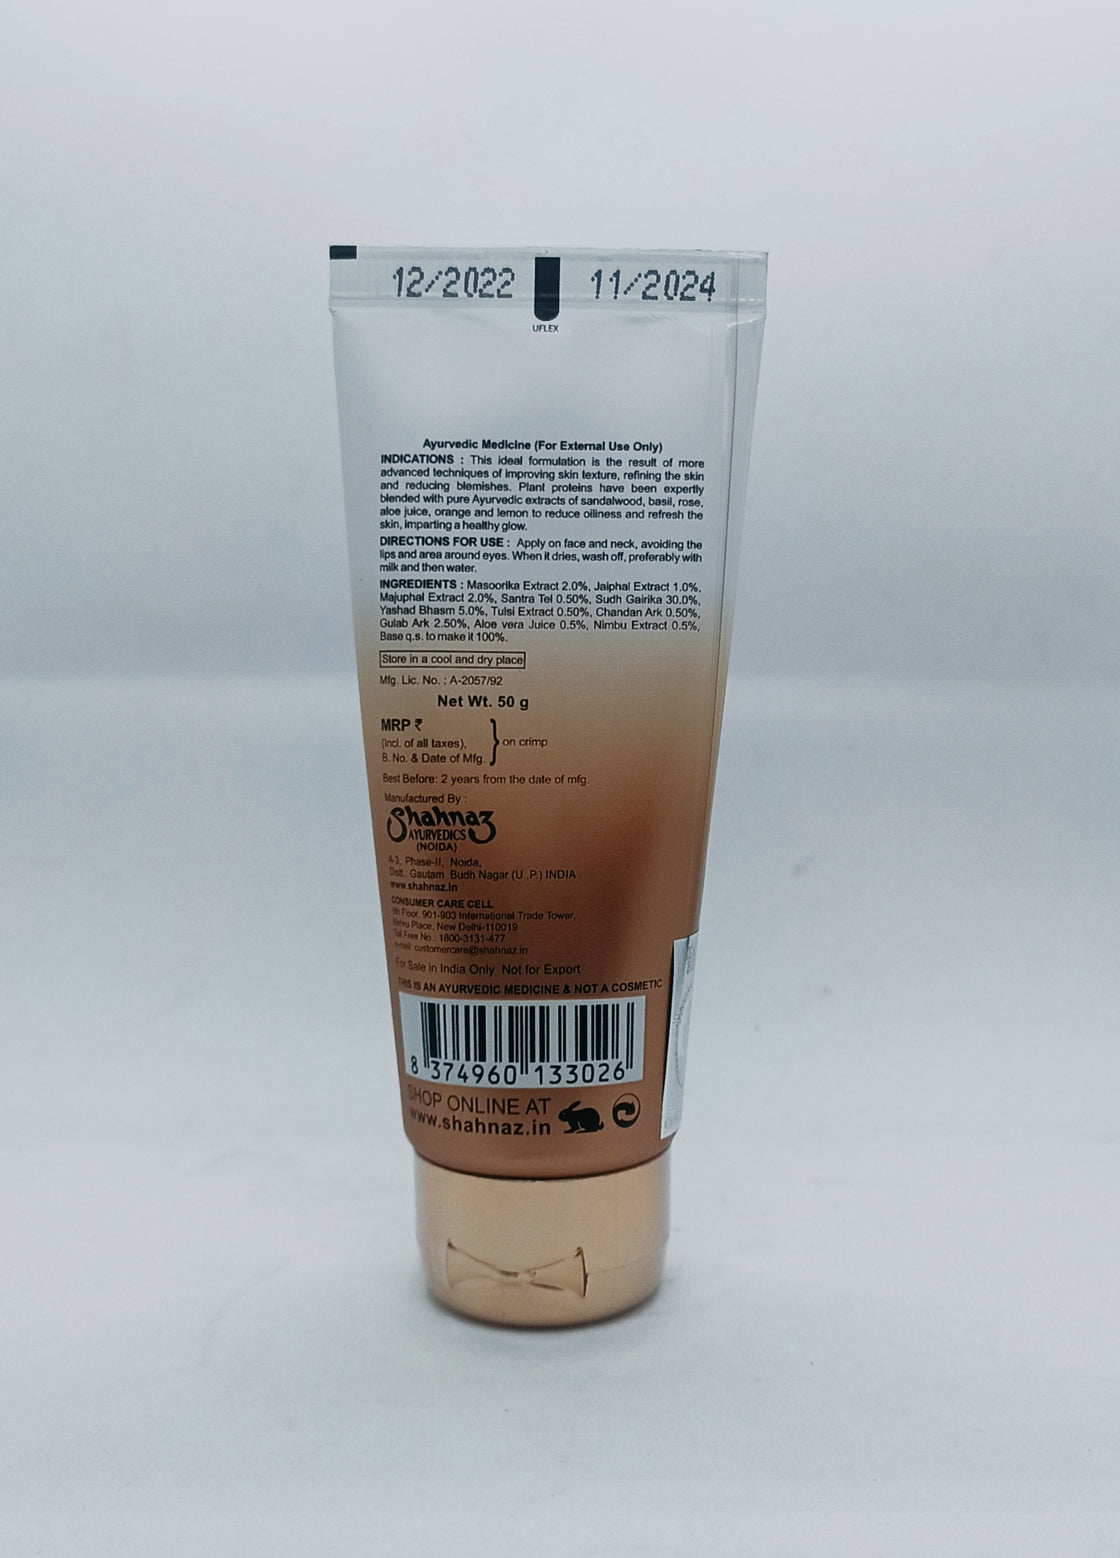 12/2022 11/2024
UFLEX
Ayurvedic Medicine (For External Use Only)
INDICATIONS : This ideal formulation is the result of more
advanced techniques of improving skin texture, refining the skin
and reducing blemishes. Plant proteins have been expertly
blended with pure Ayurvedic extracts of sandalwood, basil, rose,
aloe juice, orange and lemon to reduce oiliness and refresh the
skin, imparting a healthy glow.
DIRECTIONS FOR USE : Apply on face and neck, avoiding the
lips and area around eyes. When it dries, wash off, preferably with
milk and then water.
INGREDIENTS : Masoorika Extract 2.0%, Jaiphal Extract 1.0%,
Majuphal Extract 2.0%, Santra Tel 0.50%, Sudh Gairika 30.0%,
Yashad Bhasm 5.0%, Tulsi Extract 0.50%, Chandan Ark 0.50%,
Gulab Ark 2.50%, Aloe vera Juice 0.5%, Nimbu Extract 0.5%,
Base q.s. to make it 100%.
Store in a cool and dry place
Mfg. Lic. No. : A-2057/92
Net Wt. 50 g
MRP ₹
(Incl. of all taxes),
on crimp
B. No. & Date of Mfg.
Best Before: 2 years from the date of mfg.
Manufactured By :
Shahnaz
AYURVEDICS
(NOIDA)
A-3, Phase-II, Noida,
Distt.: Gautam Budh Nagar (U .P.) INDIA
www.shahnaz.in
CONSUMER CARE CELL
Floor, 901-903 International Trade Tower,
Nehru Place, New Delhi-110019
Toll Free No.: 1800-3131-477
e-mail: customercare@shahnaz.in
For Sale in India Only Not for Export
THIS IS AN AYURVEDIC MEDICINE & NOT A COSMETIC
8 374960 133026
SHOP ONLINE AT
www.shahnaz.in